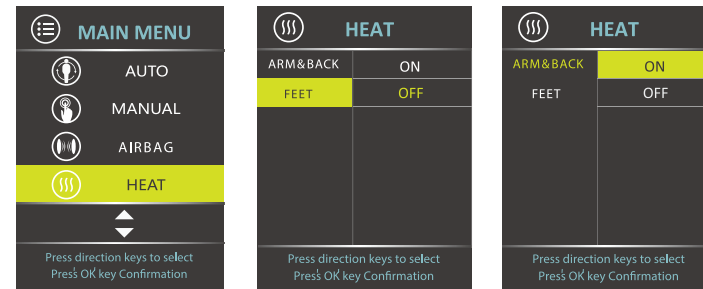 MAIN MENU
AUTO
MANUAL
AIRBAG
HEAT
Press direction keys to select
Press'OK'key Confirmation
HEAT
ARM&BACK ON
FEET OFF
Press direction keys to select
Press'OK'key Confirmation
HEAT
ARM&BACK ON
FEET OFF
Press direction keys to select
Press'OK'key Confirmation